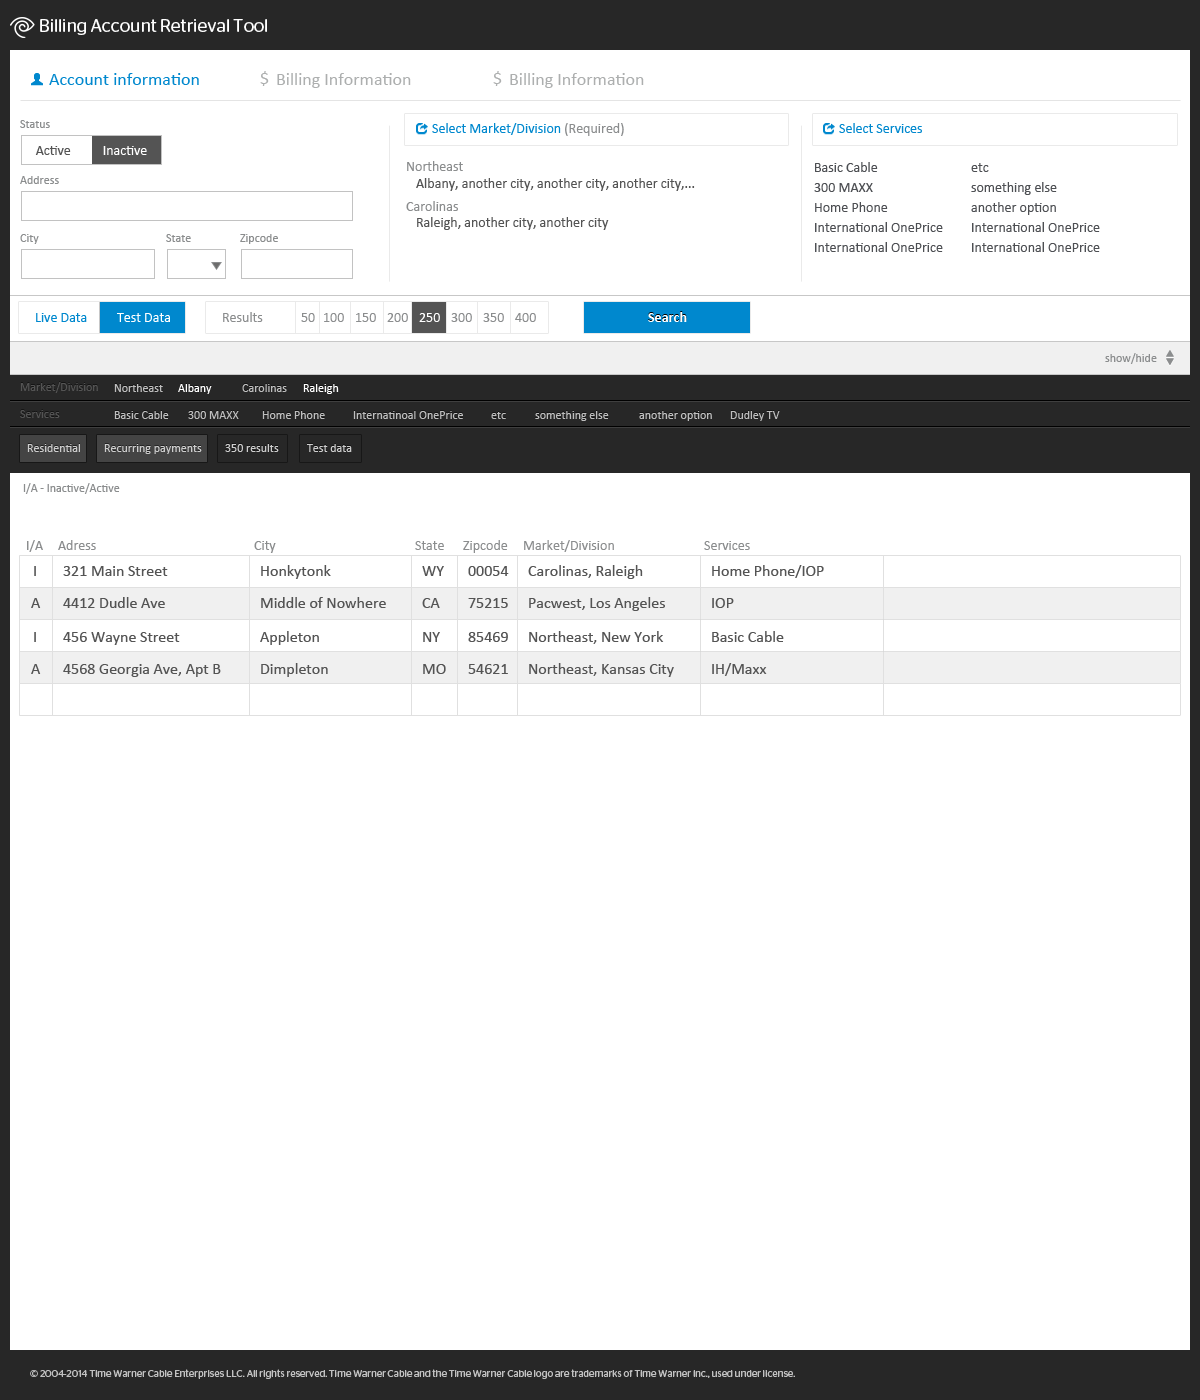 Billing Account Retrieval Tool
Account information $ Billing Information $ Billing Information
Status
Active Inactive
Address
City State Zipcode
Select Market/Division (Required)
Northeast
Albany, another city, another city, another city,...
Carolinas
Raleigh, another city, another city
Select Services
Basic Cable etc
300 MAXX something else
Home Phone another option
International OnePrice International OnePrice
International OnePrice International OnePrice
Live Data Test Data Results 50 100 150 200 250 300 350 400 Search
show/hide
Market/Division Northeast Albany Carolinas Raleigh
Services Basic Cable 300 MAXX Home Phone Internatinoal OnePrice etc something else another option Dudley TV
Residential Recurring payments 350 results Test data
I/A - Inactive/Active
I/A Adress City State Zipcode Market/Division Services
I 321 Main Street Honkytonk WY 00054 Carolinas, Raleigh Home Phone/IOP
A 4412 Dudle Ave Middle of Nowhere CA 75215 Pacwest, Los Angeles IOP
I 456 Wayne Street Appleton NY 85469 Northeast, New York Basic Cable
A 4568 Georgia Ave, Apt B Dimpleton MO 54621 Northeast, Kansas City IH/Maxx
© 2004-2014 Time Warner Cable Enterprises LLC. All rights reserved. Time Warner Cable and the Time Warner Cable logo are trademarks of Time Warner Inc., used under license.